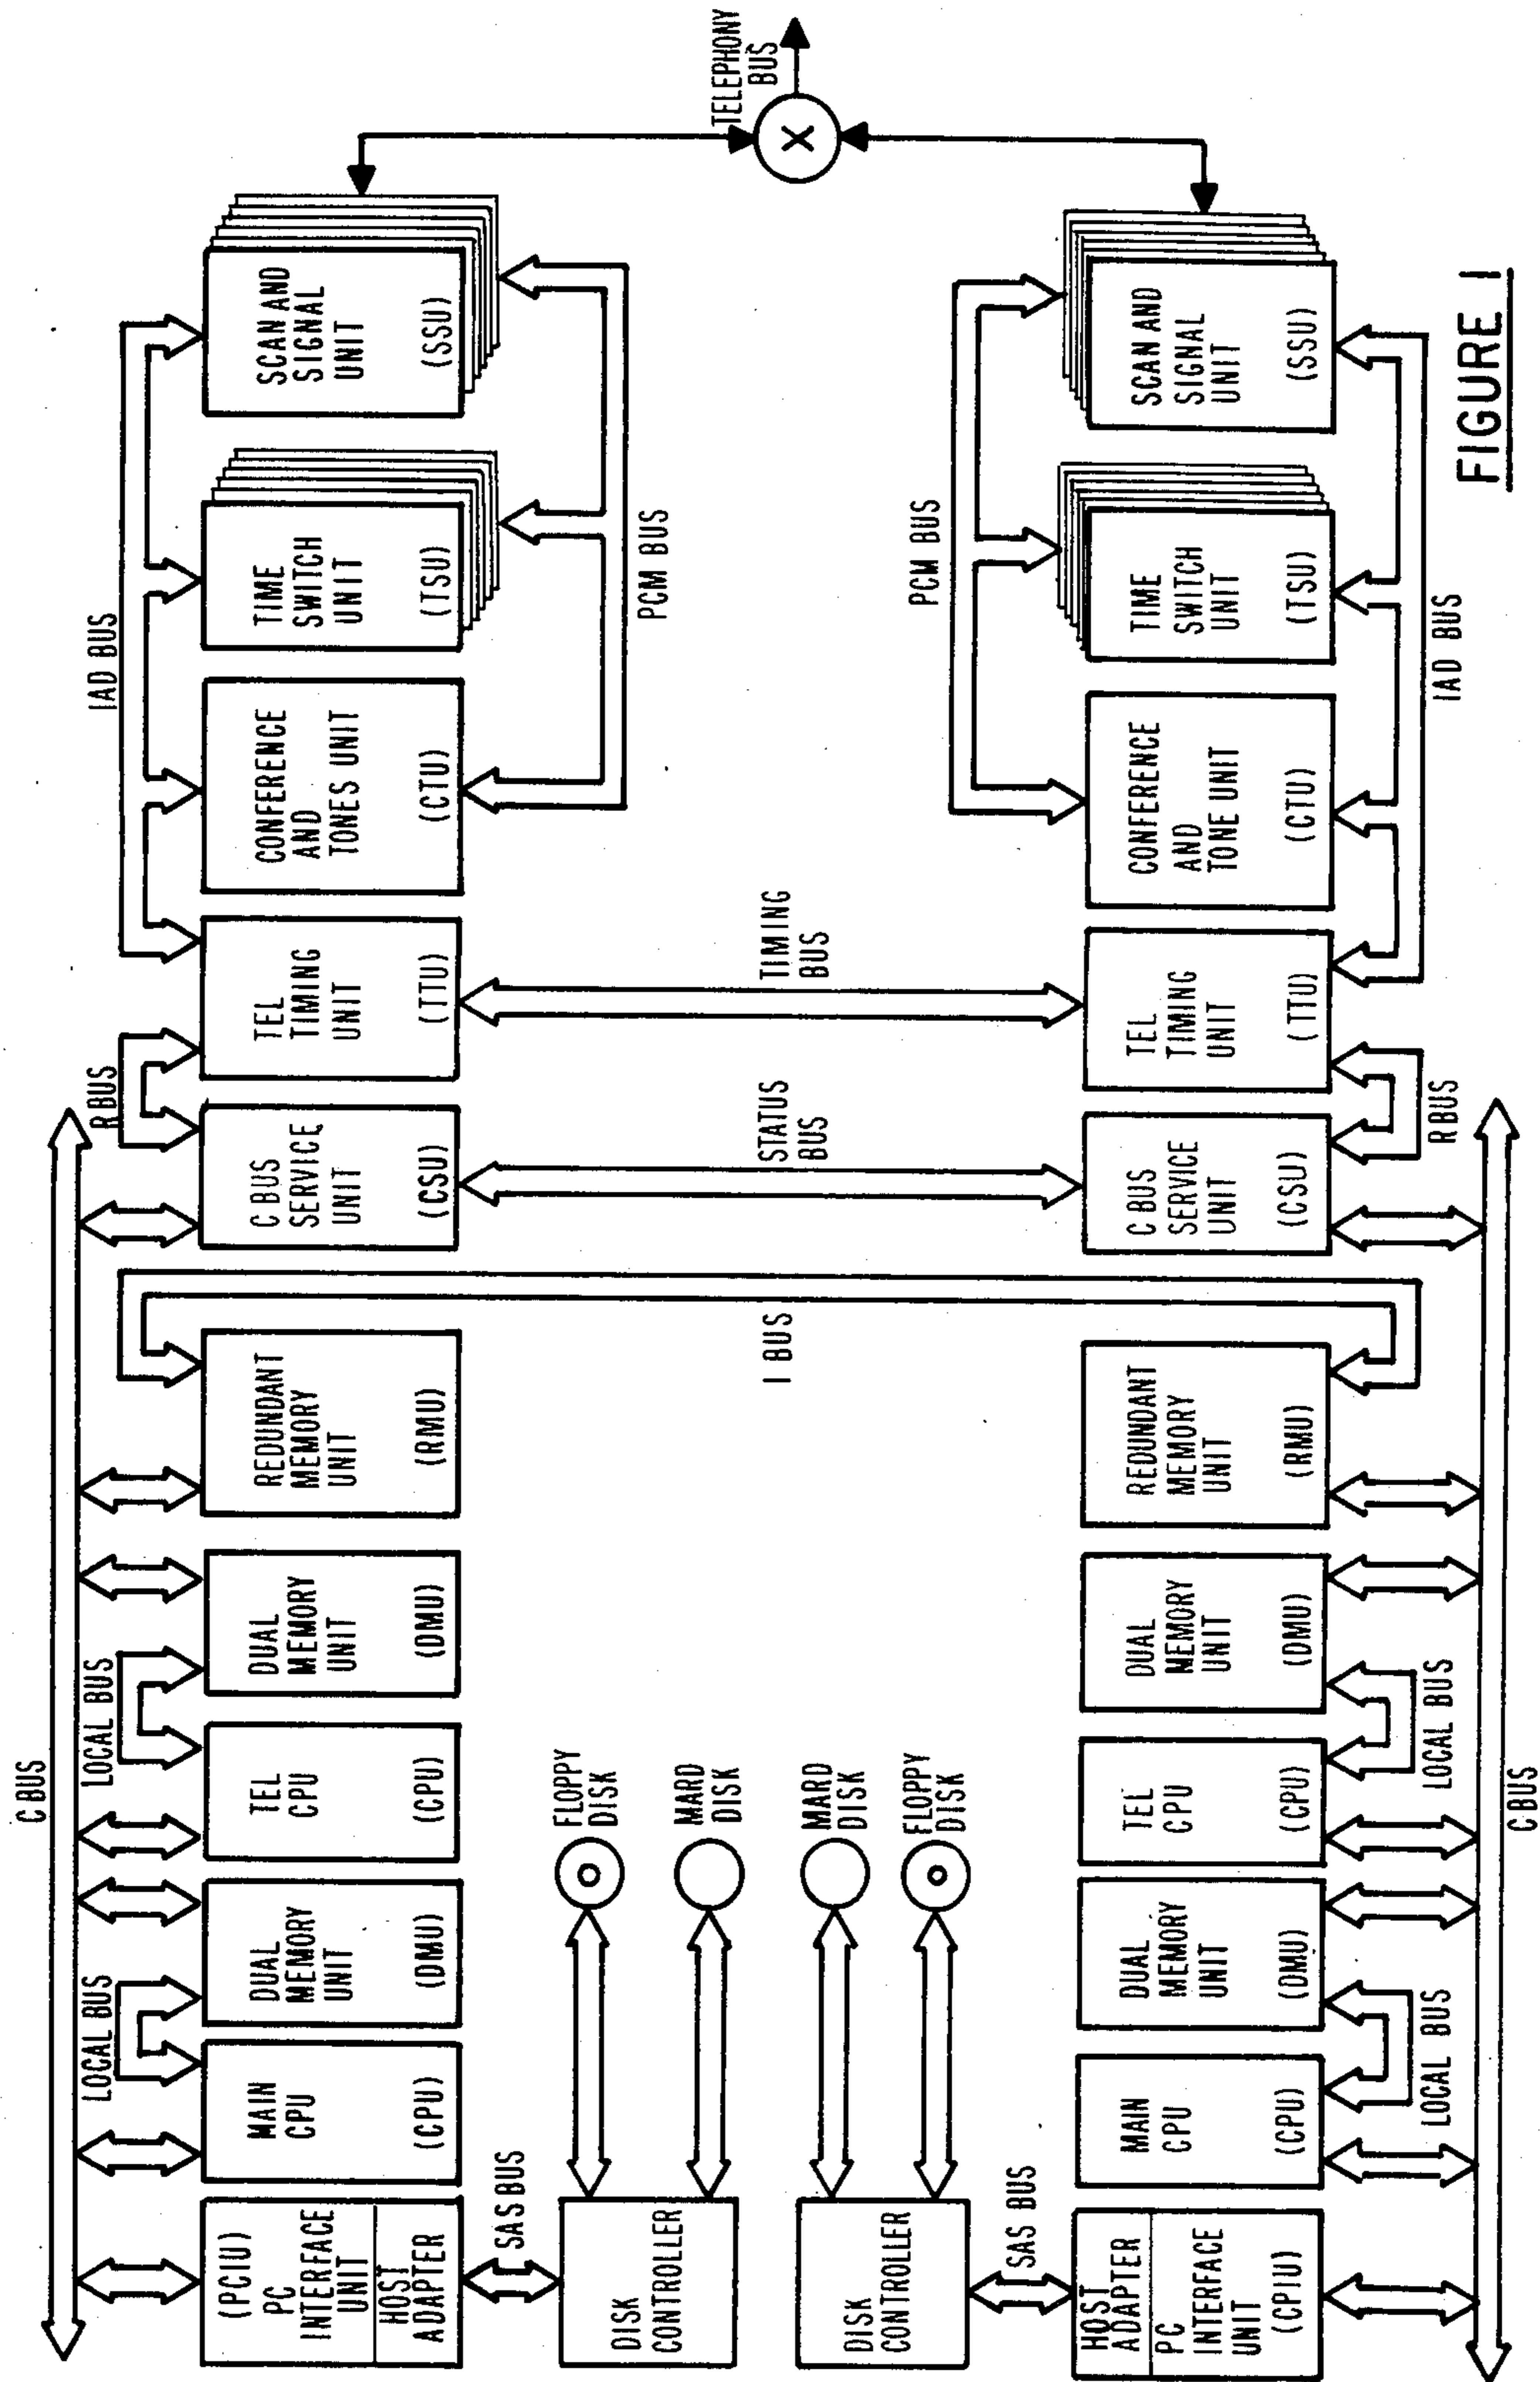 C BUS
LOCAL BUS
LOCAL BUS
R BUS
IAD BUS
(PCIU)
PC
INTERFACE
UNIT
HOST
ADAPTER
MAIN
CPU
(CPU)
DUAL
MEMORY
UNIT
(DMU)
TEL
CPU
(CPU)
DUAL
MEMORY
UNIT
(DMU)
REDUNDANT
MEMORY
UNIT
(RMU)
C BUS
SERVICE
UNIT
(CSU)
TEL
TIMING
UNIT
(TTU)
CONFERENCE
AND
TONES UNIT
(CTU)
TIME
SWITCH
UNIT
(TSU)
SCAN AND
SIGNAL
UNIT
(SSU)
SAS BUS
PCM BUS
DISK
CONTROLLER
FLOPPY
DISK
MARD
DISK
I BUS
STATUS
BUS
TIMING
BUS
TELEPHONY
BUS
X
DISK
CONTROLLER
MARD
DISK
FLOPPY
DISK
SAS BUS
PCM BUS
HOST
ADAPTER
PC
INTERFACE
UNIT
(CPIU)
MAIN
CPU
(CPU)
DUAL
MEMORY
UNIT
(DMU)
TEL
CPU
(CPU)
DUAL
MEMORY
UNIT
(DMU)
REDUNDANT
MEMORY
UNIT
(RMU)
C BUS
SERVICE
UNIT
(CSU)
TEL
TIMING
UNIT
(TTU)
CONFERENCE
AND
TONE UNIT
(CTU)
TIME
SWITCH
UNIT
(TSU)
SCAN AND
SIGNAL
UNIT
(SSU)
LOCAL BUS
LOCAL BUS
R BUS
IAD BUS
C BUS
FIGURE 1